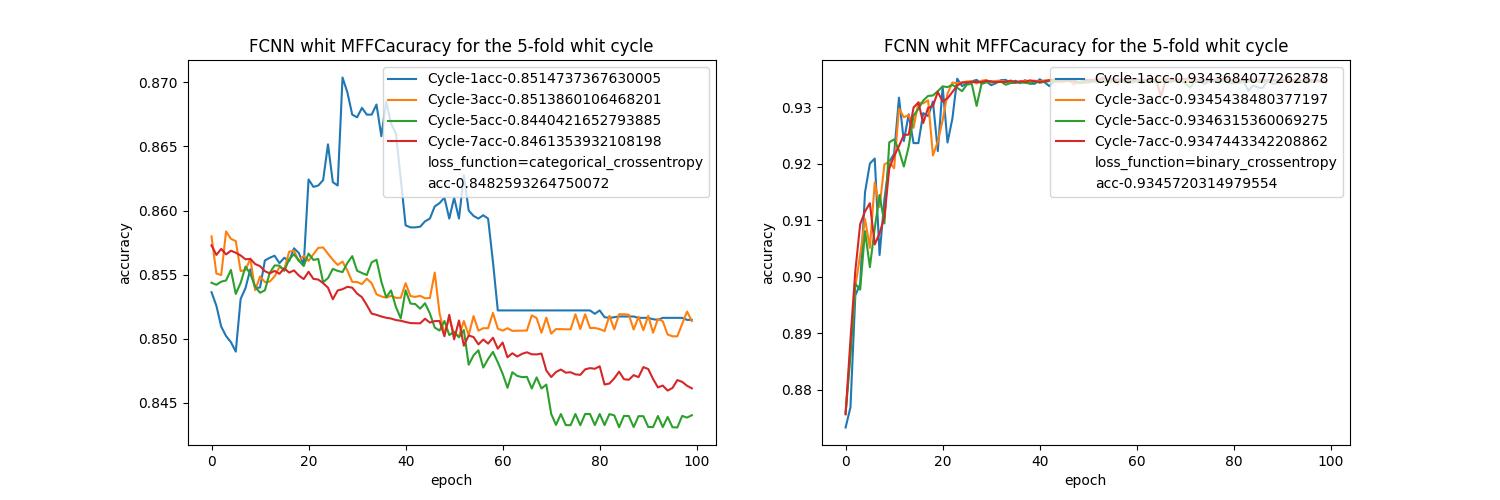 FCNN whit MFFCacuracy for the 5-fold whit cycle
accuracy
0.870
0.865
0.860
0.855
0.850
0.845
Cycle-1acc-0.8514737367630005
Cycle-3acc-0.8513860106468201
Cycle-5acc-0.8440421652793885
Cycle-7acc-0.8461353932108198
loss_function=categorical_crossentropy
acc-0.8482593264750072
0
20
40
60
80
100
epoch
FCNN whit MFFCacuracy for the 5-fold whit cycle
accuracy
0.93
0.92
0.91
0.90
0.89
0.88
Cycle-1acc-0.9343684077262878
Cycle-3acc-0.9345438480377197
Cycle-5acc-0.9346315360069275
Cycle-7acc-0.9347443342208862
loss_function=binary_crossentropy
acc-0.9345720314979554
0
20
40
60
80
100
epoch